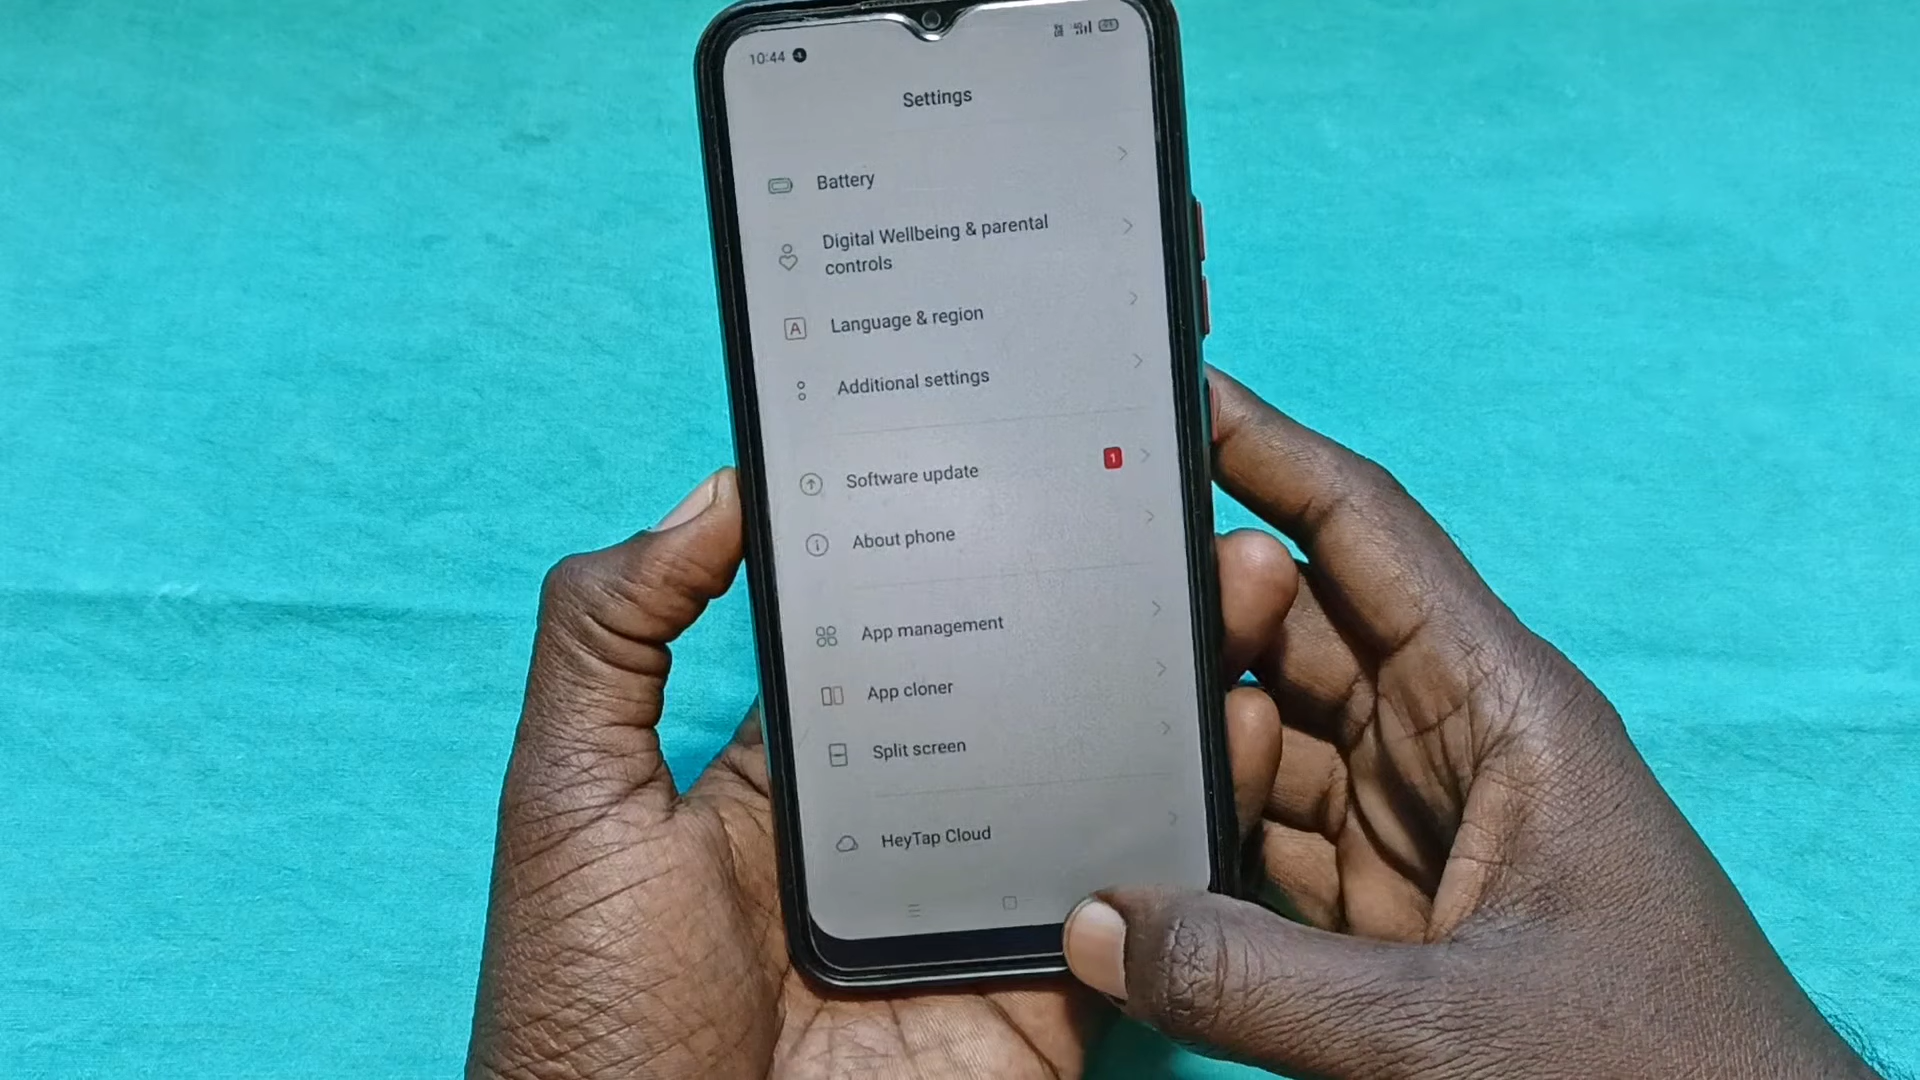 10:44
Settings
Battery
Digital Wellbeing & parental
controls
A
Language & region
Additional settings
Software update
1
About phone
App management
App cloner
Split screen
HeyTap Cloud